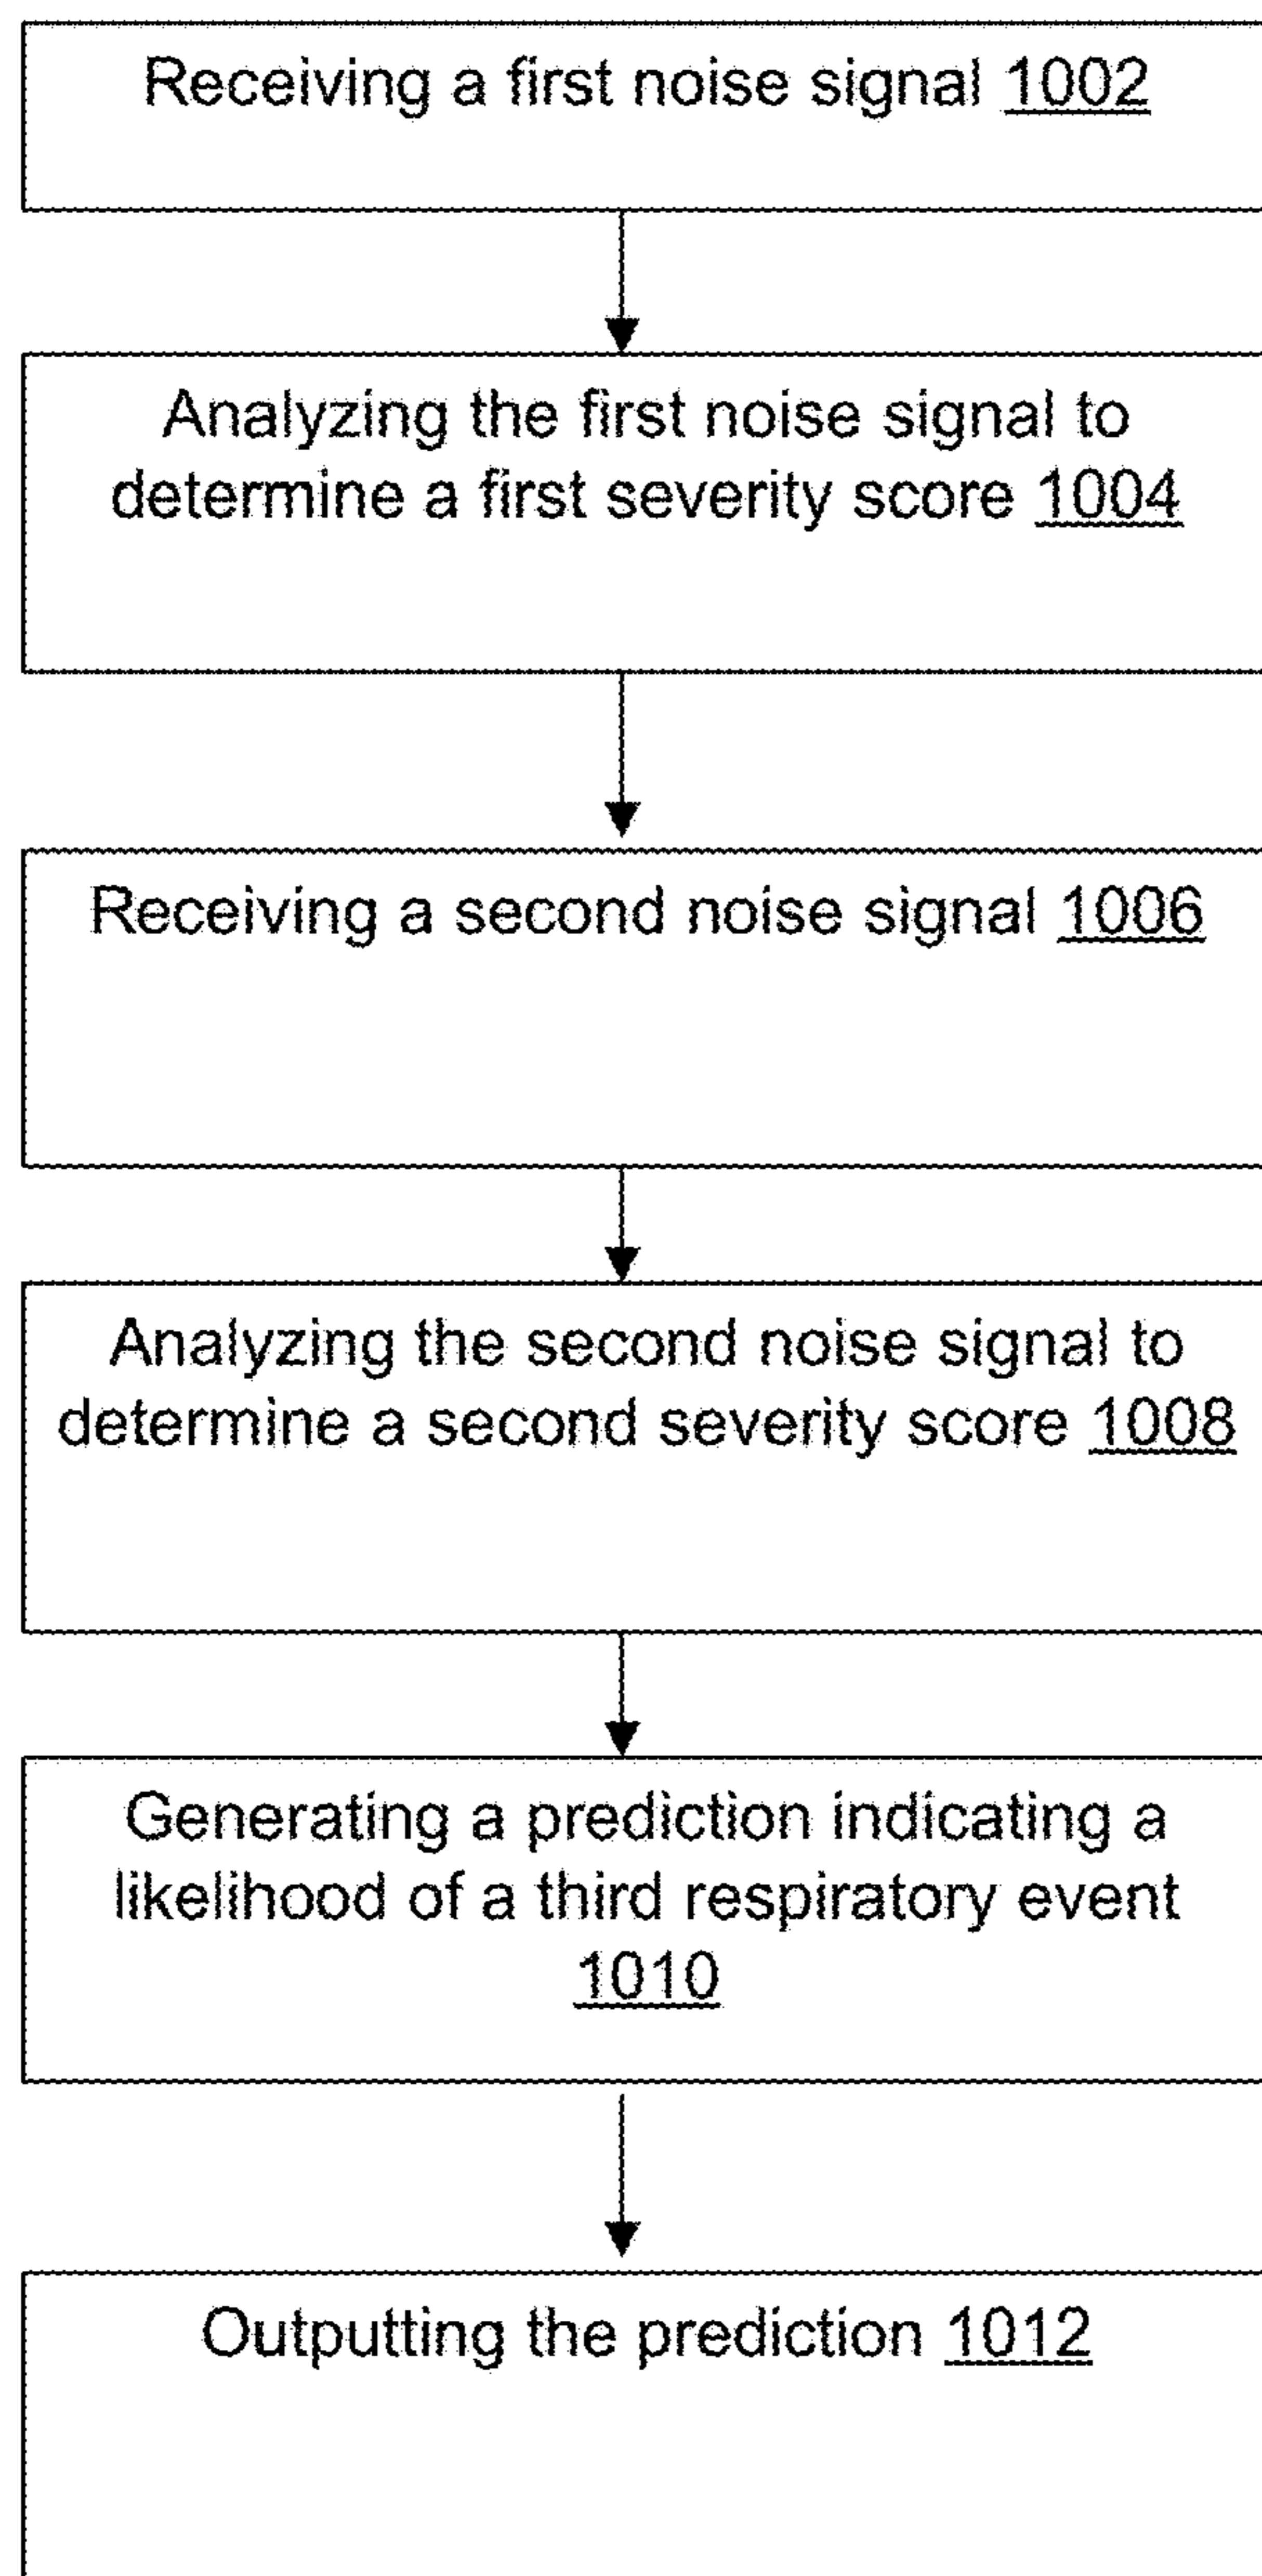 Receiving a first noise signal 1002
Analyzing the first noise signal to
determine a first severity score 1004
Receiving a second noise signal 1006
Analyzing the second noise signal to
determine a second severity score 1008
Generating a prediction indicating a
likelihood of a third respiratory event
1010
Outputting the prediction 1012